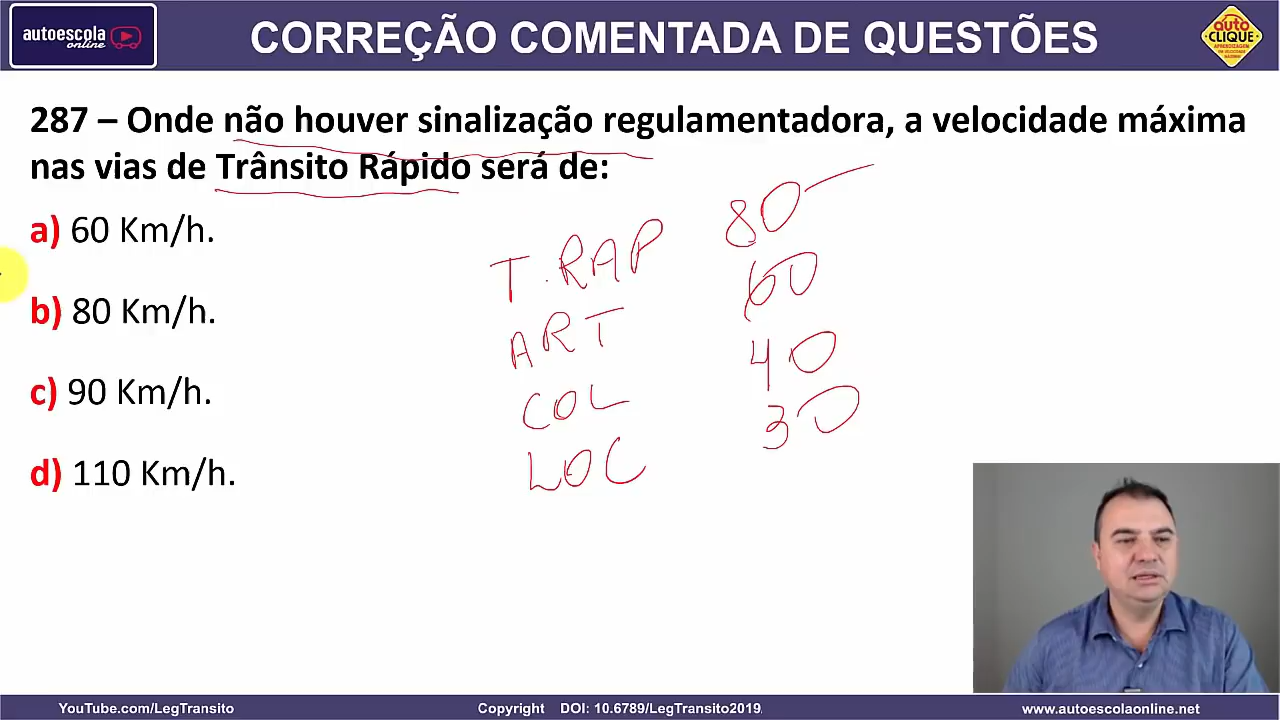 autoescola
online
CORREÇÃO COMENTADA DE QUESTÕES
auto
CLIQUE
287 – Onde não houver sinalização regulamentadora, a velocidade máxima
nas vias de Trânsito Rápido será de:
a) 60 Km/h.
b) 80 Km/h.
c) 90 Km/h.
d) 110 Km/h.
T.RAP 80
ART 60
COL 40
LOC 30
YouTube.com/LegTransito
Copyright DOI: 10.6789/LegTransito2019
www.autoescolaonline.net